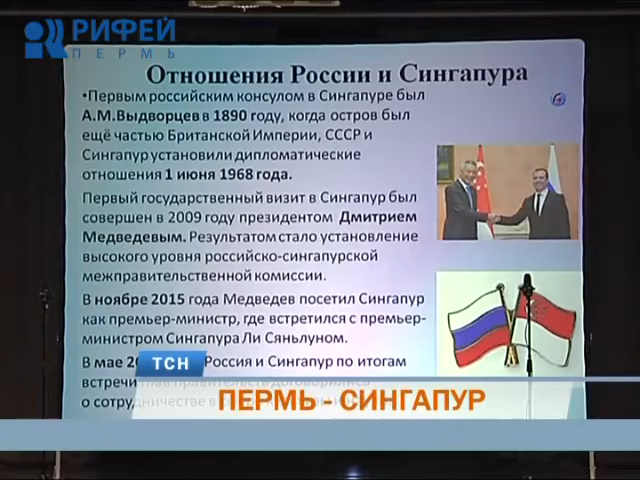 РИФЕЙ
ПЕРМЬ
Отношения России и Сингапура
•Первым российским консулом в Сингапуре был
А.М.Выдворцев в 1890 году, когда остров был
ещё частью Британской Империи, СССР и
Сингапур установили дипломатические
отношения 1 июня 1968 года.
Первый государственный визит в Сингапур был
совершен в 2009 году президентом Дмитрием
Медведевым. Результатом стало установление
высокого уровня российско-сингапурской
межправительственной комиссии.
В ноябре 2015 года Медведев посетил Сингапур
как премьер-министр, где встретился с премьер-
министром Сингапура Ли Сяньлуном.
В мае Россия и Сингапур по итогам
встречи договорились
о сотрудничестве в
ТСН
ПЕРМЬ - СИНГАПУР